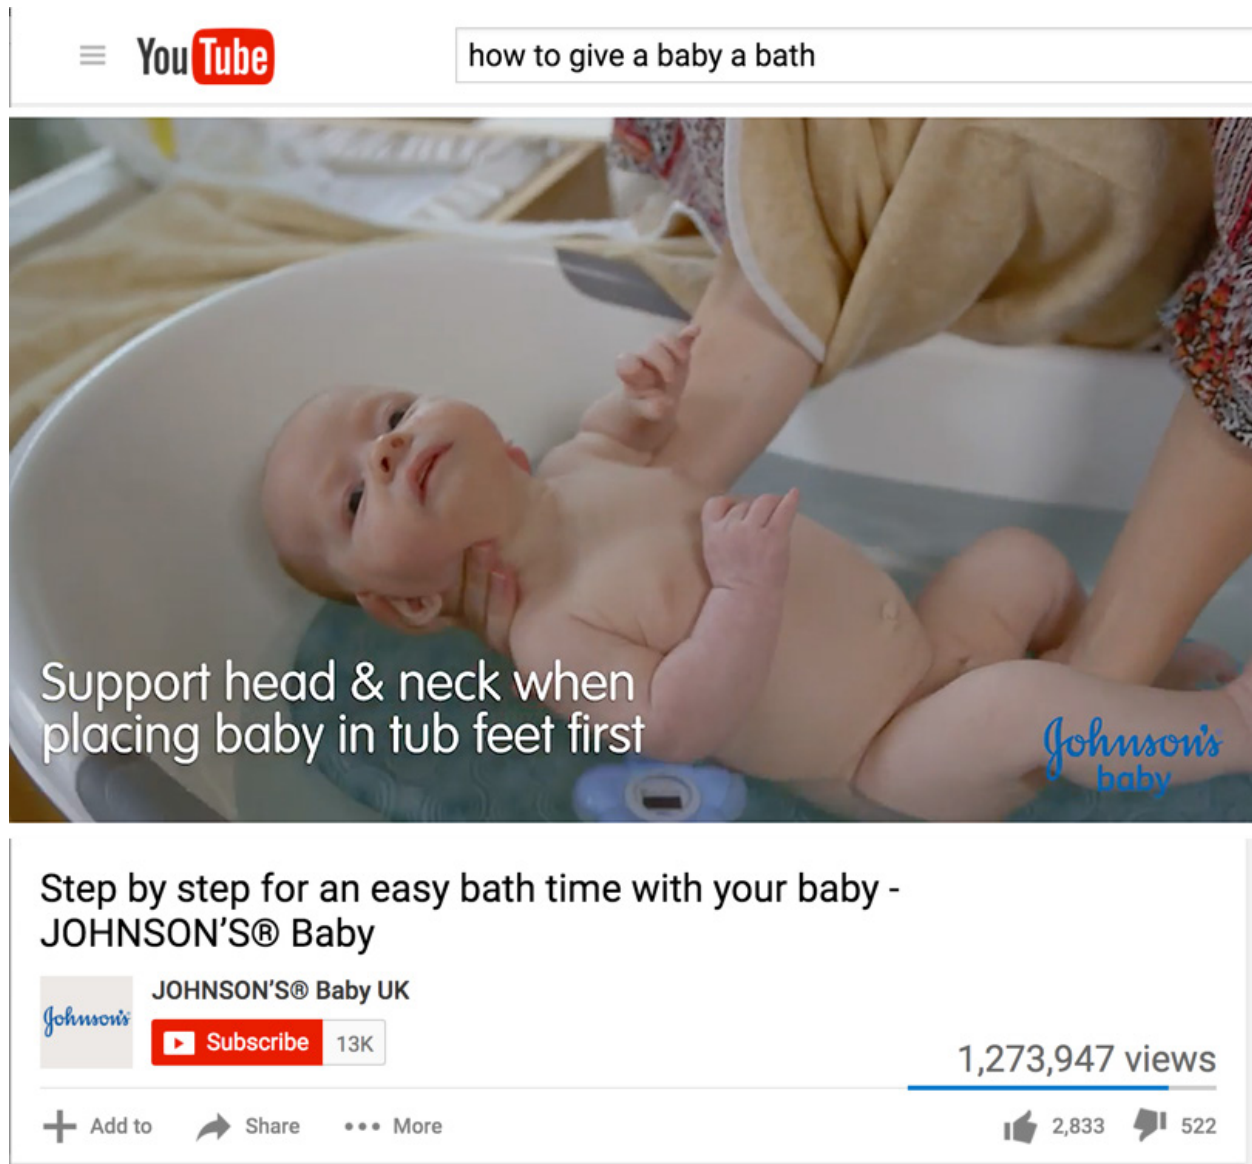 YouTube
how to give a baby a bath
Support head & neck when
placing baby in tub feet first
Johnson's
baby
Step by step for an easy bath time with your baby -
JOHNSON'S® Baby
Johnson's
JOHNSON'S® Baby UK
Subscribe 13K
1,273,947 views
Add to Share More
2,833 522